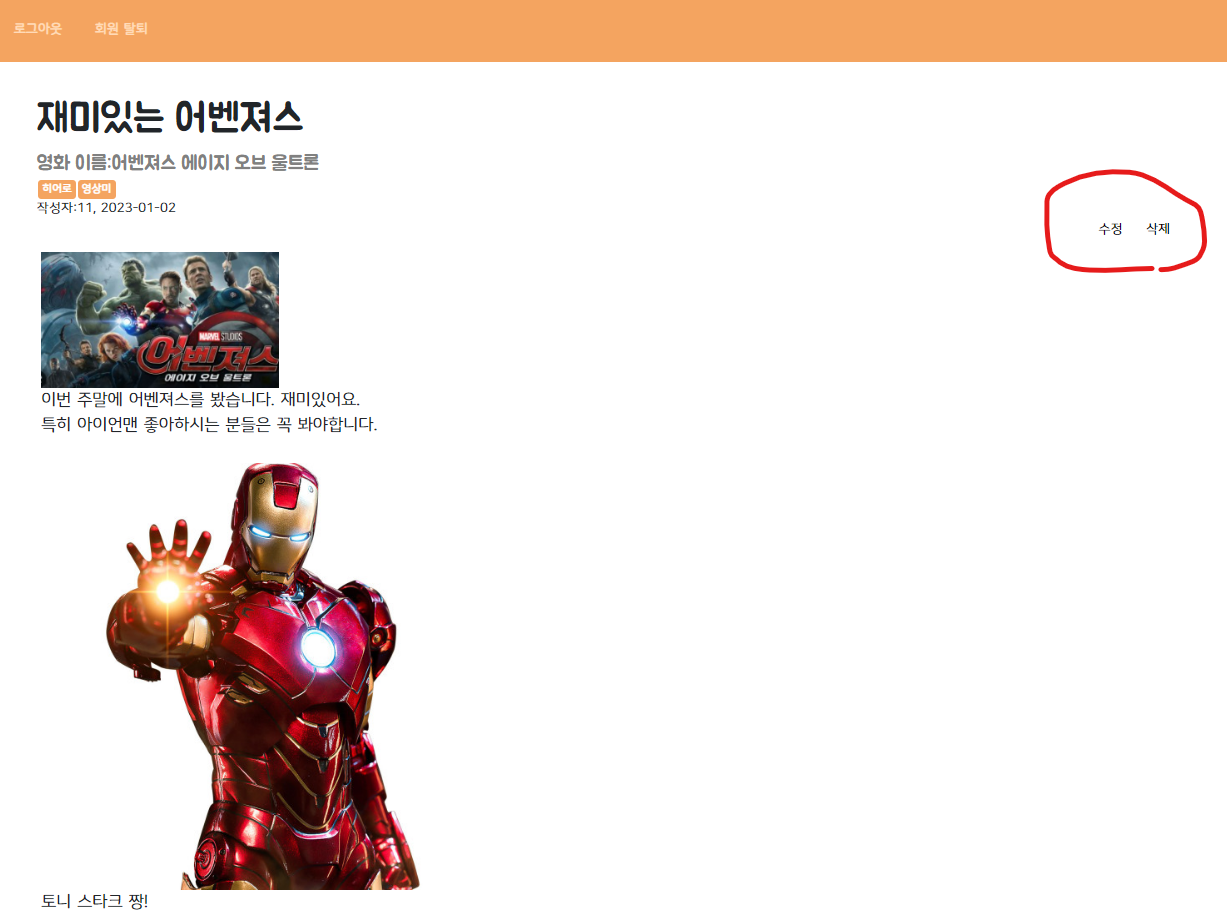 로그아웃 회원 탈퇴
재미있는 어벤져스
영화 이름:어벤져스 에이지 오브 울트론
히어로 영상미
작성자:11, 2023-01-02
수정 삭제
MARVEL STUDIOS
어벤져스
에이지 오브 울트론
이번 주말에 어벤져스를 봤습니다. 재미있어요.
특히 아이언맨 좋아하시는 분들은 꼭 봐야합니다.
토니 스타크 짱!